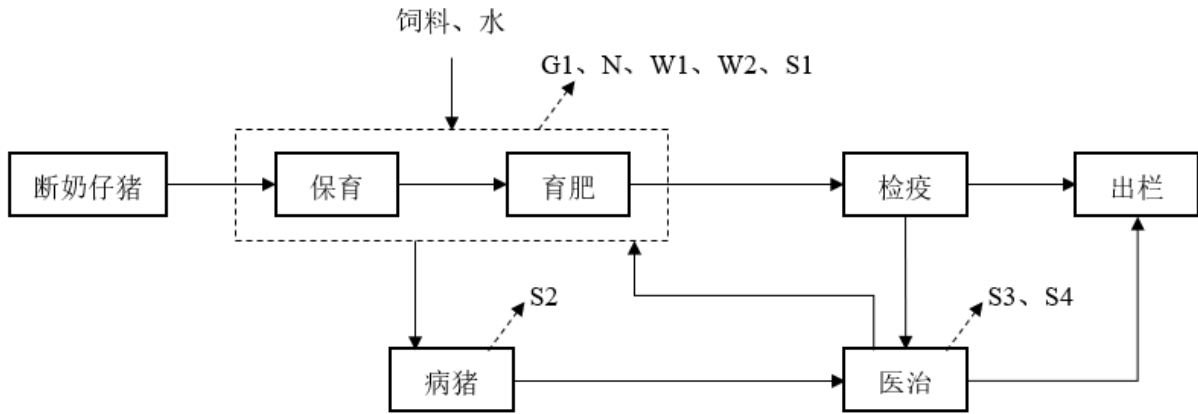 饲料、水
G1、N、W1、W2、S1
断奶仔猪
保育
育肥
检疫
出栏
S2
S3、S4
病猪
医治